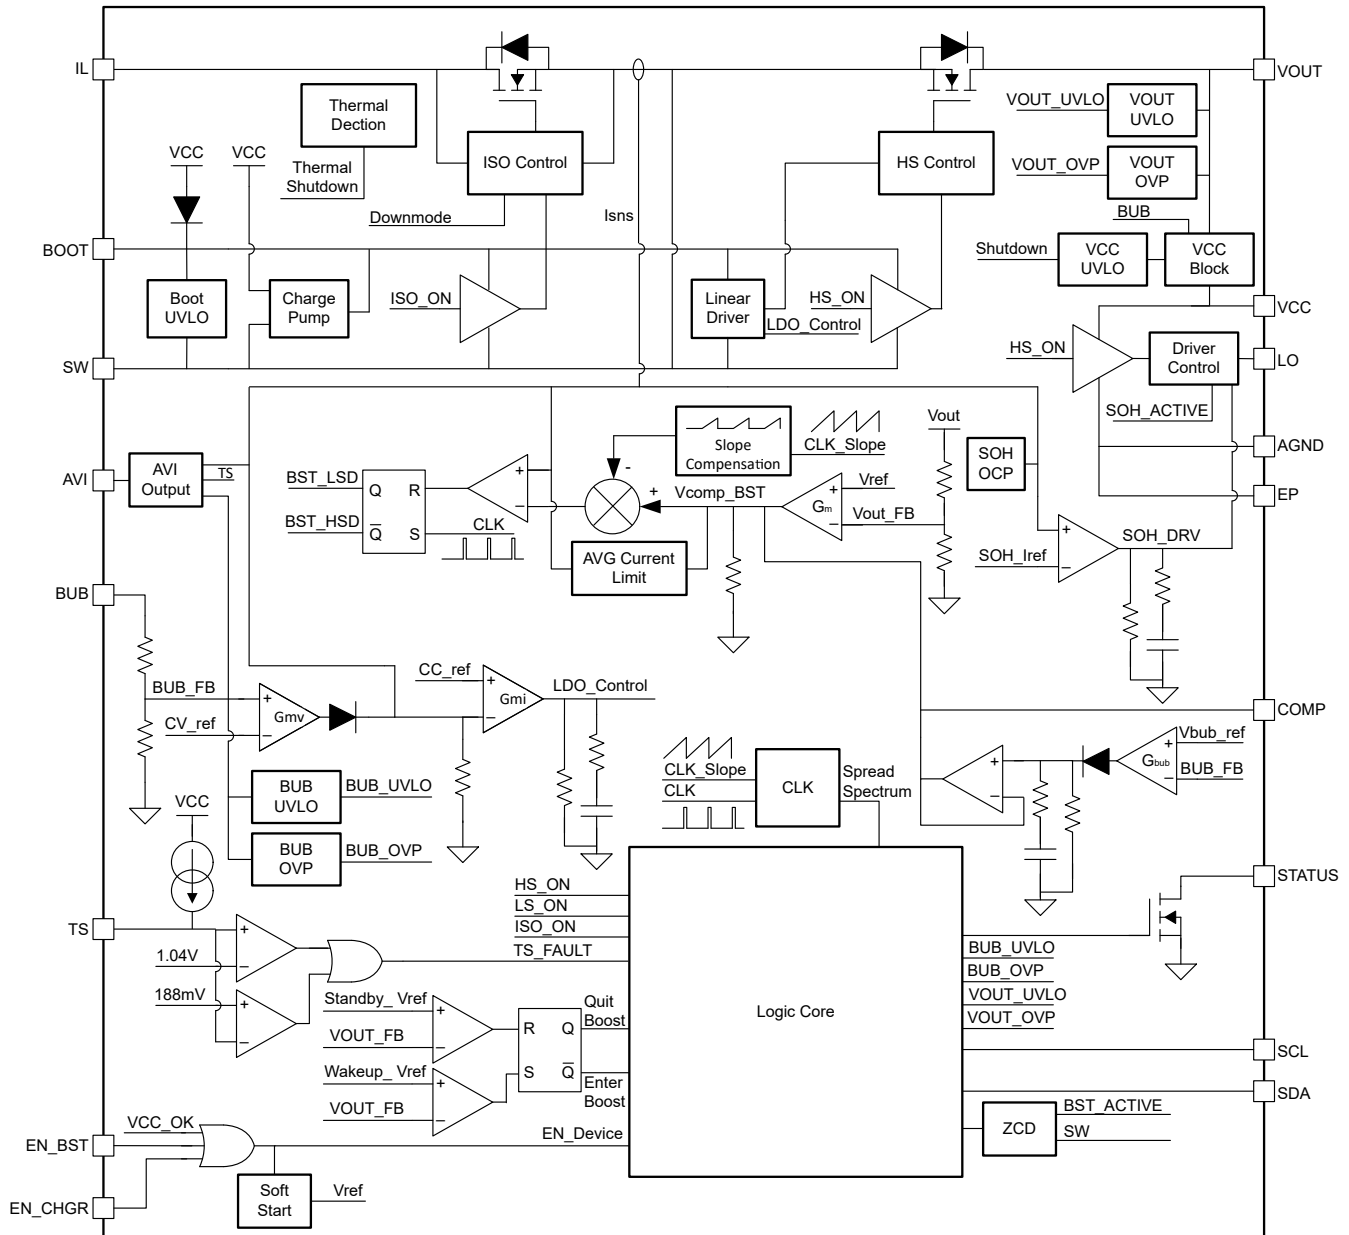 IL
VOUT
Thermal
Dection
Thermal
Shutdown
ISO Control
HS Control
VOUT_UVLO
VOUT
UVLO
VOUT_OVP
VOUT
OVP
VCC
VCC
Downmode
Isns
BUB
BOOT
Shutdown
VCC
UVLO
VCC
Block
Boot
UVLO
Charge
Pump
ISO_ON
Linear
Driver
HS_ON
LDO_Control
VCC
SW
HS_ON
Driver
Control
LO
SOH_ACTIVE
Slope
Compensation
CLK_Slope
Vout
SOH
OCP
AGND
AVI
AVI
Output
TS
BST_LSD
Q
R
+
−
-
+
Vcomp_BST
Gm
+
−
Vref
Vout_FB
EP
BST_HSD
Q
S
CLK
AVG Current
Limit
SOH_Iref
+
−
SOH_DRV
BUB
BUB_FB
CV_ref
+
−
Gmv
CC_ref
+
−
Gmi
LDO_Control
COMP
Vbub_ref
BUB_FB
+
−
Gbub
+
−
BUB
UVLO
BUB_UVLO
CLK_Slope
CLK
CLK
Spread
Spectrum
VCC
BUB
OVP
BUB_OVP
STATUS
HS_ON
LS_ON
ISO_ON
TS_FAULT
TS
1.04V
+
−
188mV
+
−
Logic Core
BUB_UVLO
BUB_OVP
VOUT_UVLO
VOUT_OVP
Standby_ Vref
VOUT_FB
+
−
Wakeup_ Vref
VOUT_FB
+
−
R
Q
S
Q
Quit
Boost
Enter
Boost
SCL
SDA
VCC_OK
EN_BST
EN_Device
ZCD
BST_ACTIVE
SW
EN_CHGR
Soft
Start
Vref